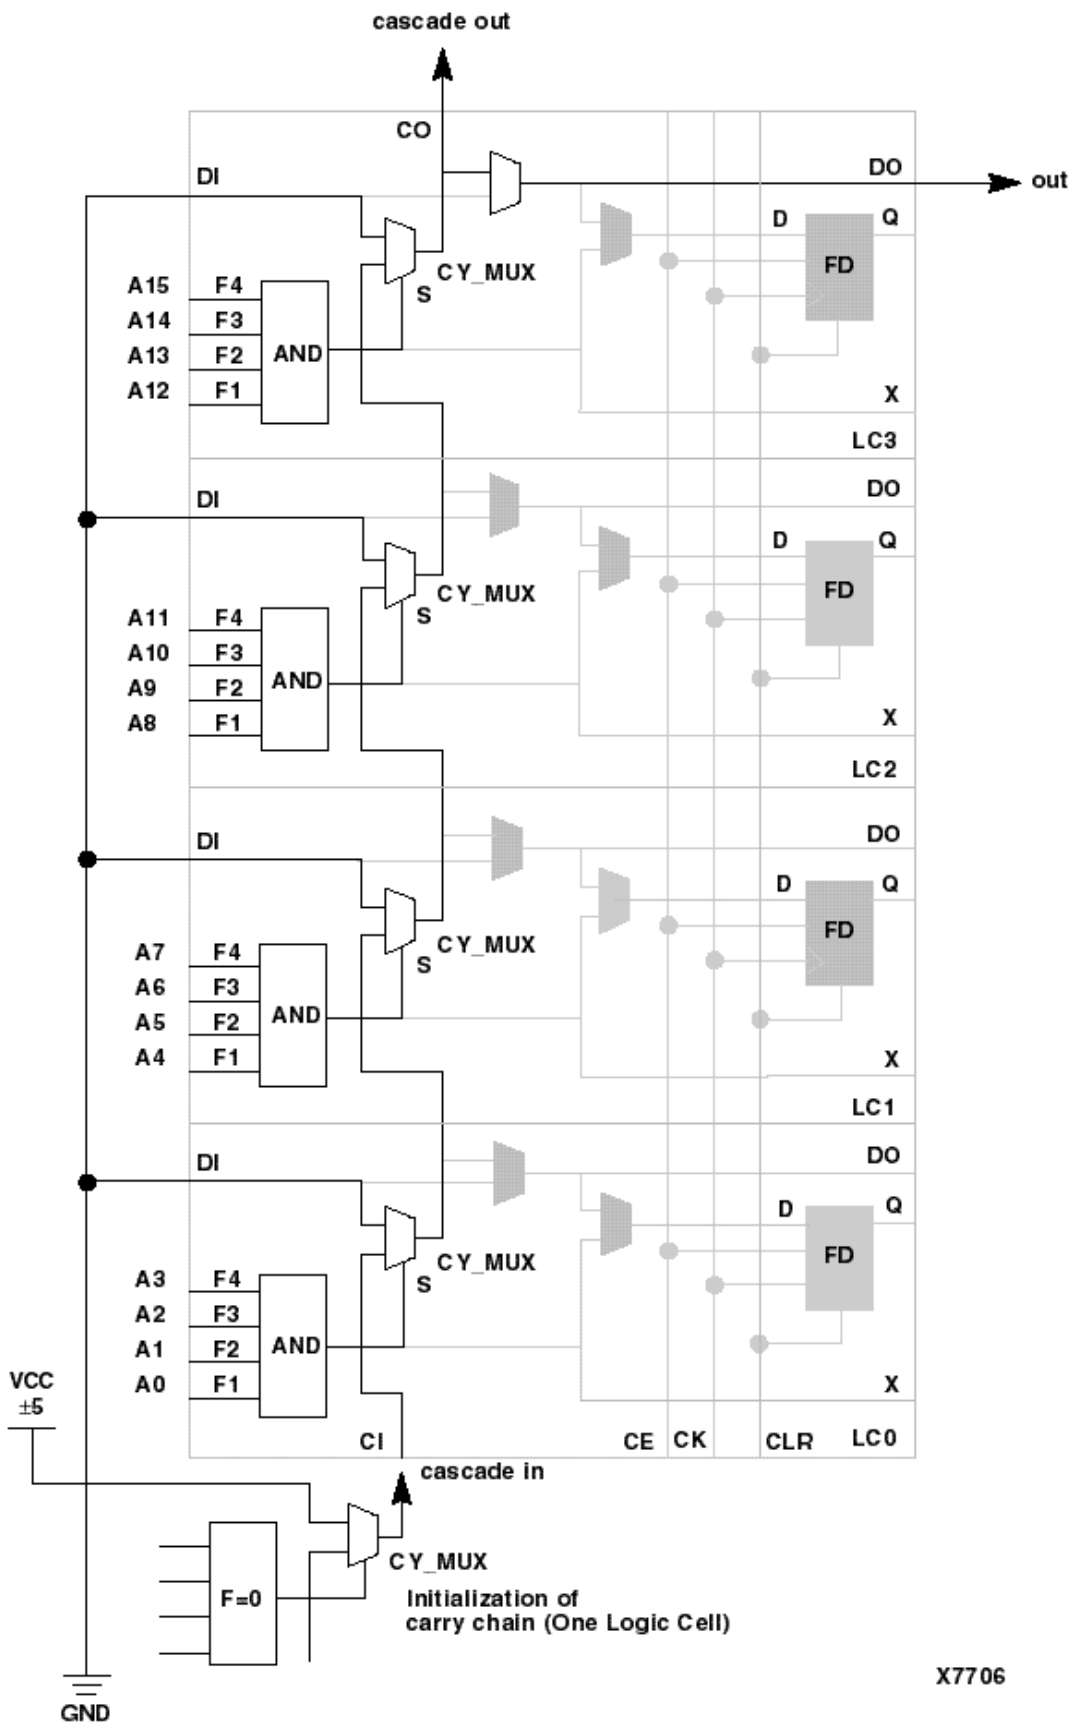 cascade out
CO
DI
DO
out
D
Q
FD
CY_MUX
S
A15 F4
A14 F3
A13 F2
A12 F1
AND
X
LC3
DI
DO
D
Q
FD
CY_MUX
S
A11 F4
A10 F3
A9 F2
A8 F1
AND
X
LC2
DI
DO
D
Q
FD
CY_MUX
S
A7 F4
A6 F3
A5 F2
A4 F1
AND
X
LC1
DI
DO
D
Q
FD
CY_MUX
S
A3 F4
A2 F3
A1 F2
A0 F1
AND
X
VCC
±5
CI
CE
CK
CLR
LC0
cascade in
CY_MUX
F=0
Initialization of
carry chain (One Logic Cell)
X7706
GND